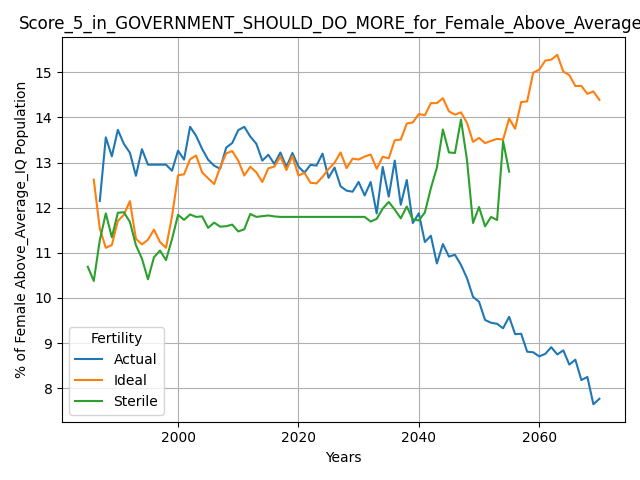 Score_5_in_GOVERNMENT_SHOULD_DO_MORE_for_Female_Above_Average
% of Female Above_Average_IQ Population
15
14
13
12
11
10
9
8
Fertility
Actual
Ideal
Sterile
2000 2020 2040 2060
Years